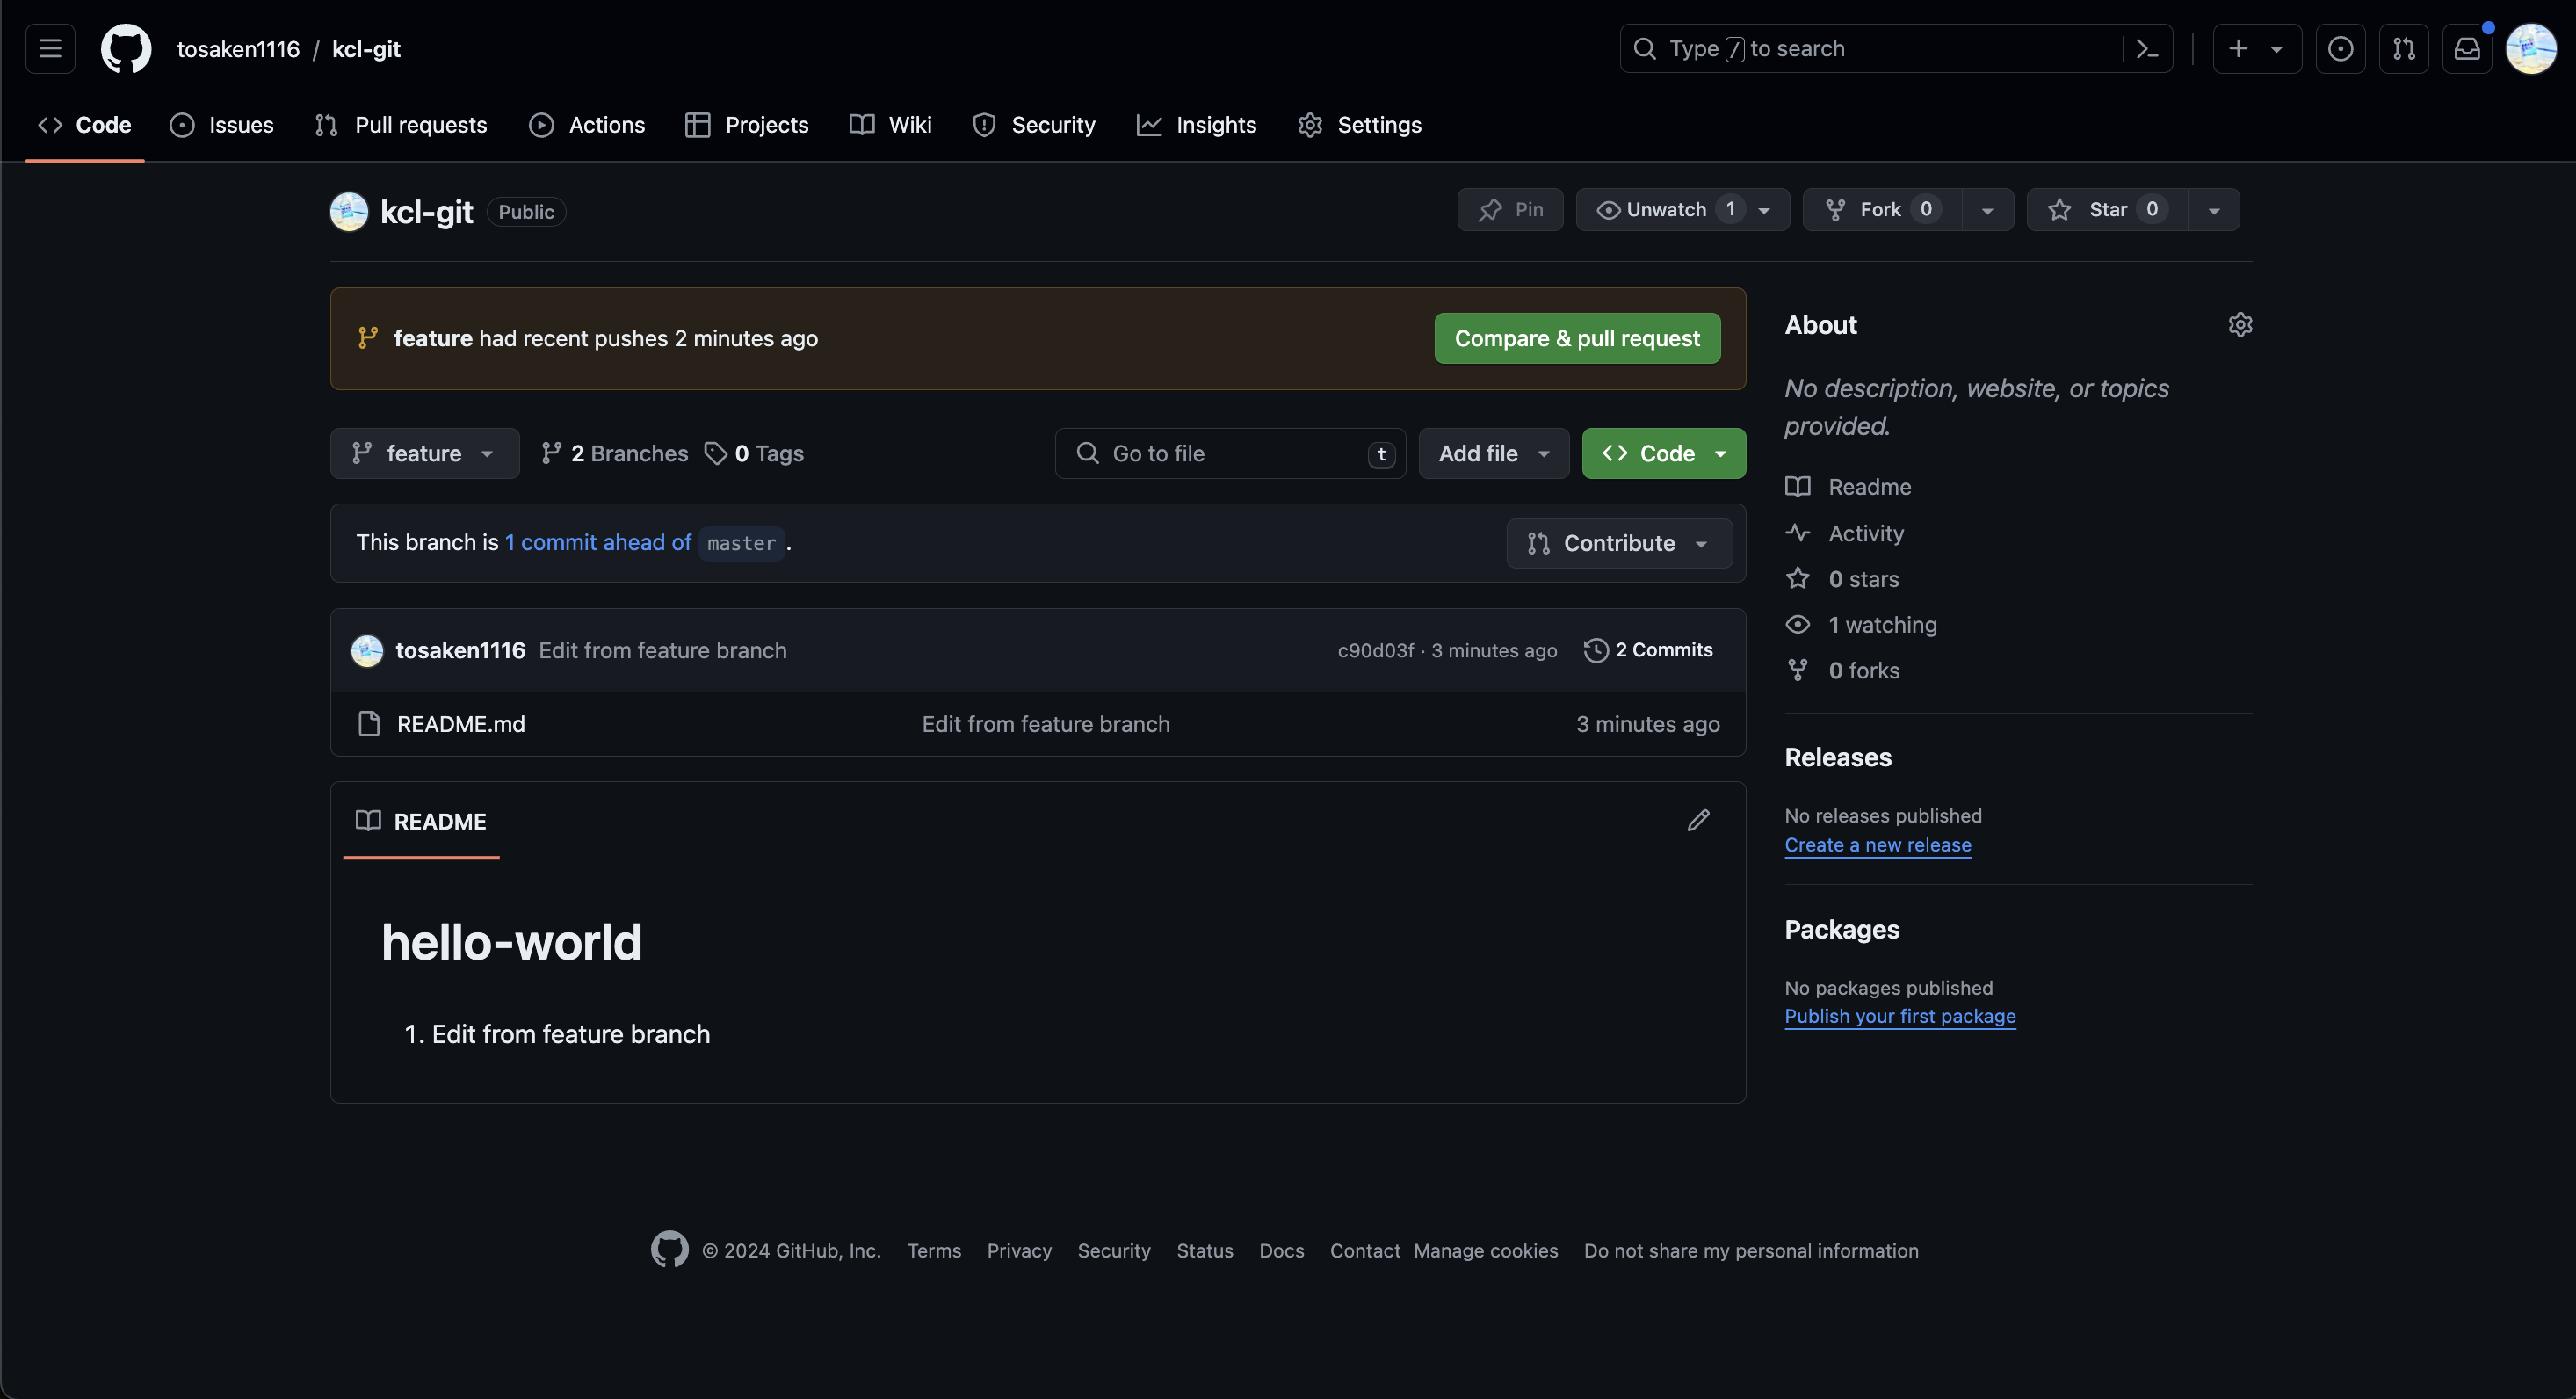 tosaken1116 / kcl-git
Type / to search
Code Issues Pull requests Actions Projects Wiki Security Insights Settings
kcl-git Public
Pin Unwatch 1 Fork 0 Star 0
feature had recent pushes 2 minutes ago Compare & pull request
feature 2 Branches 0 Tags Go to file t Add file Code
This branch is 1 commit ahead of master . Contribute
tosaken1116 Edit from feature branch c90d03f · 3 minutes ago 2 Commits
README.md Edit from feature branch 3 minutes ago
README
hello-world
1. Edit from feature branch
About
No description, website, or topics
provided.
Readme
Activity
0 stars
1 watching
0 forks
Releases
No releases published
Create a new release
Packages
No packages published
Publish your first package
© 2024 GitHub, Inc. Terms Privacy Security Status Docs Contact Manage cookies Do not share my personal information